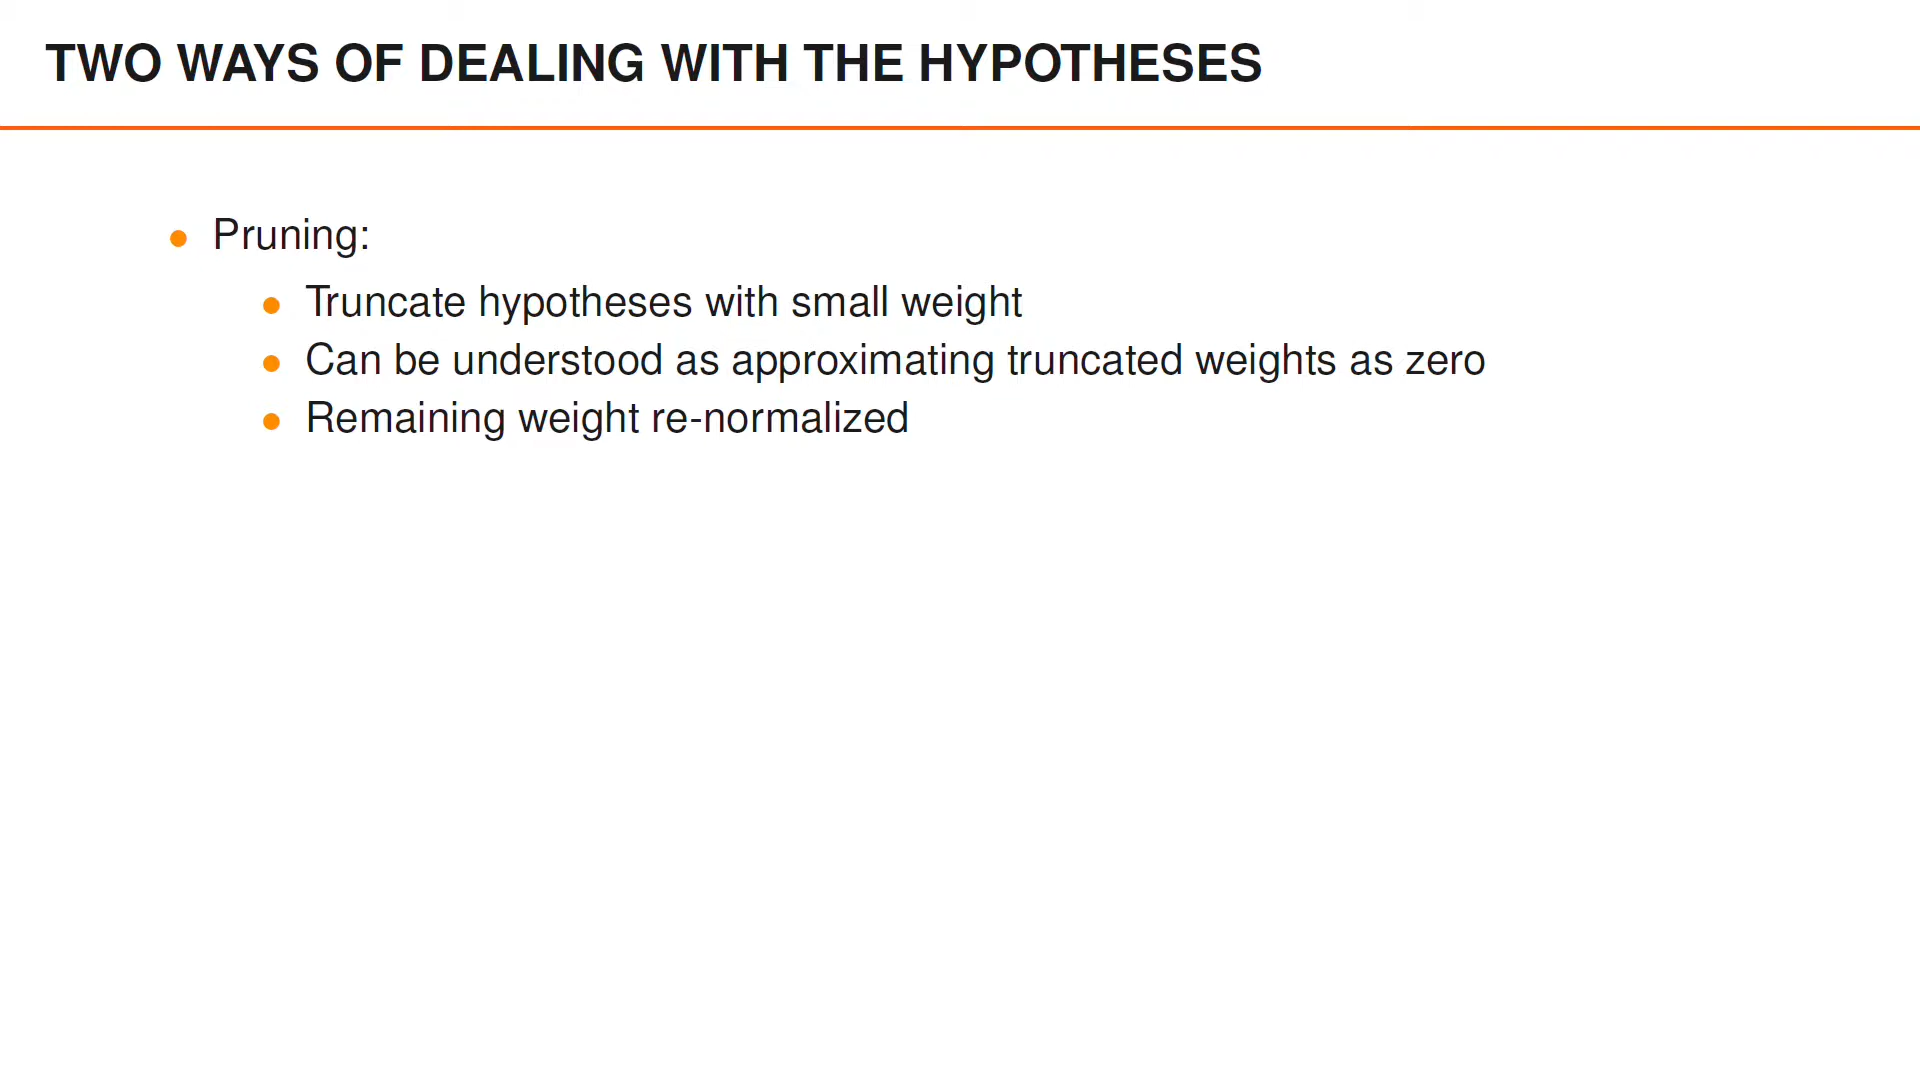 TWO WAYS OF DEALING WITH THE HYPOTHESES
Pruning:
Truncate hypotheses with small weight
Can be understood as approximating truncated weights as zero
Remaining weight re-normalized